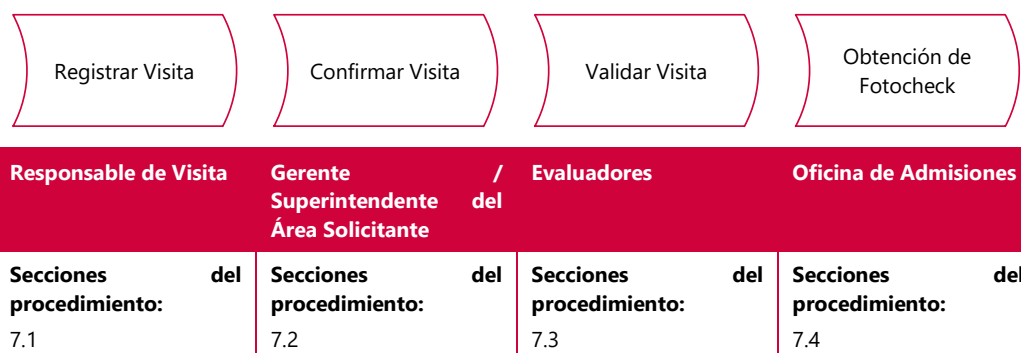 Registrar Visita
Confirmar Visita
Validar Visita
Obtención de
Fotocheck
Responsable de Visita
Gerente /
Superintendente del
Área Solicitante
Evaluadores
Oficina de Admisiones
Secciones del
procedimiento:
7.1
Secciones del
procedimiento:
7.2
Secciones del
procedimiento:
7.3
Secciones del
procedimiento:
7.4